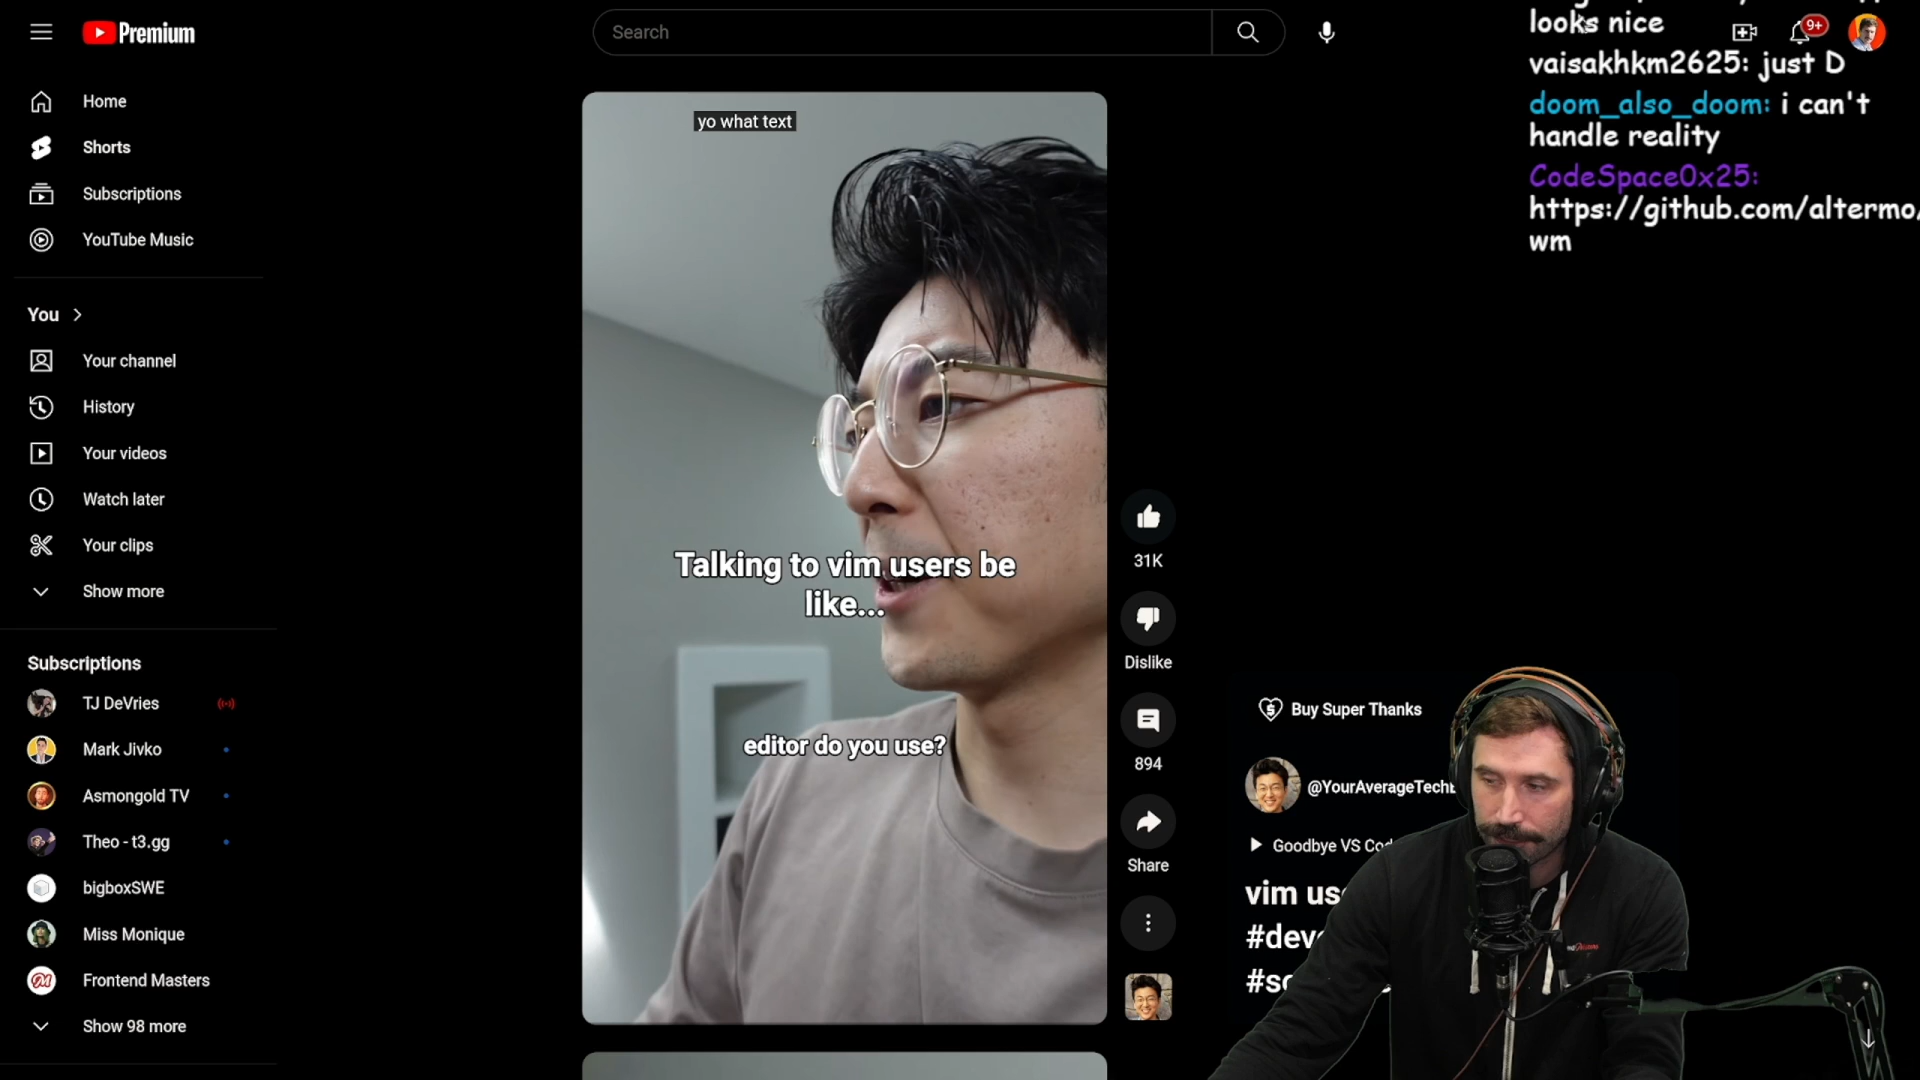 Premium
Search
9+
looks nice
vaisakhkm2625: just D
doom_also_doom: i can't
handle reality
CodeSpace0x25:
https://github.com/altermo/
wm
Home
Shorts
Subscriptions
YouTube Music
You
Your channel
History
Your videos
Watch later
Your clips
Show more
Subscriptions
TJ DeVries
Mark Jivko
Asmongold TV
Theo - t3.gg
bigboxSWE
Miss Monique
Frontend Masters
Show 98 more
yo what text
Talking to vim users be
like...
editor do you use?
31K
Dislike
894
Share
Buy Super Thanks
@YourAverageTech
Goodbye VS Cod
vim us
#dev
#so